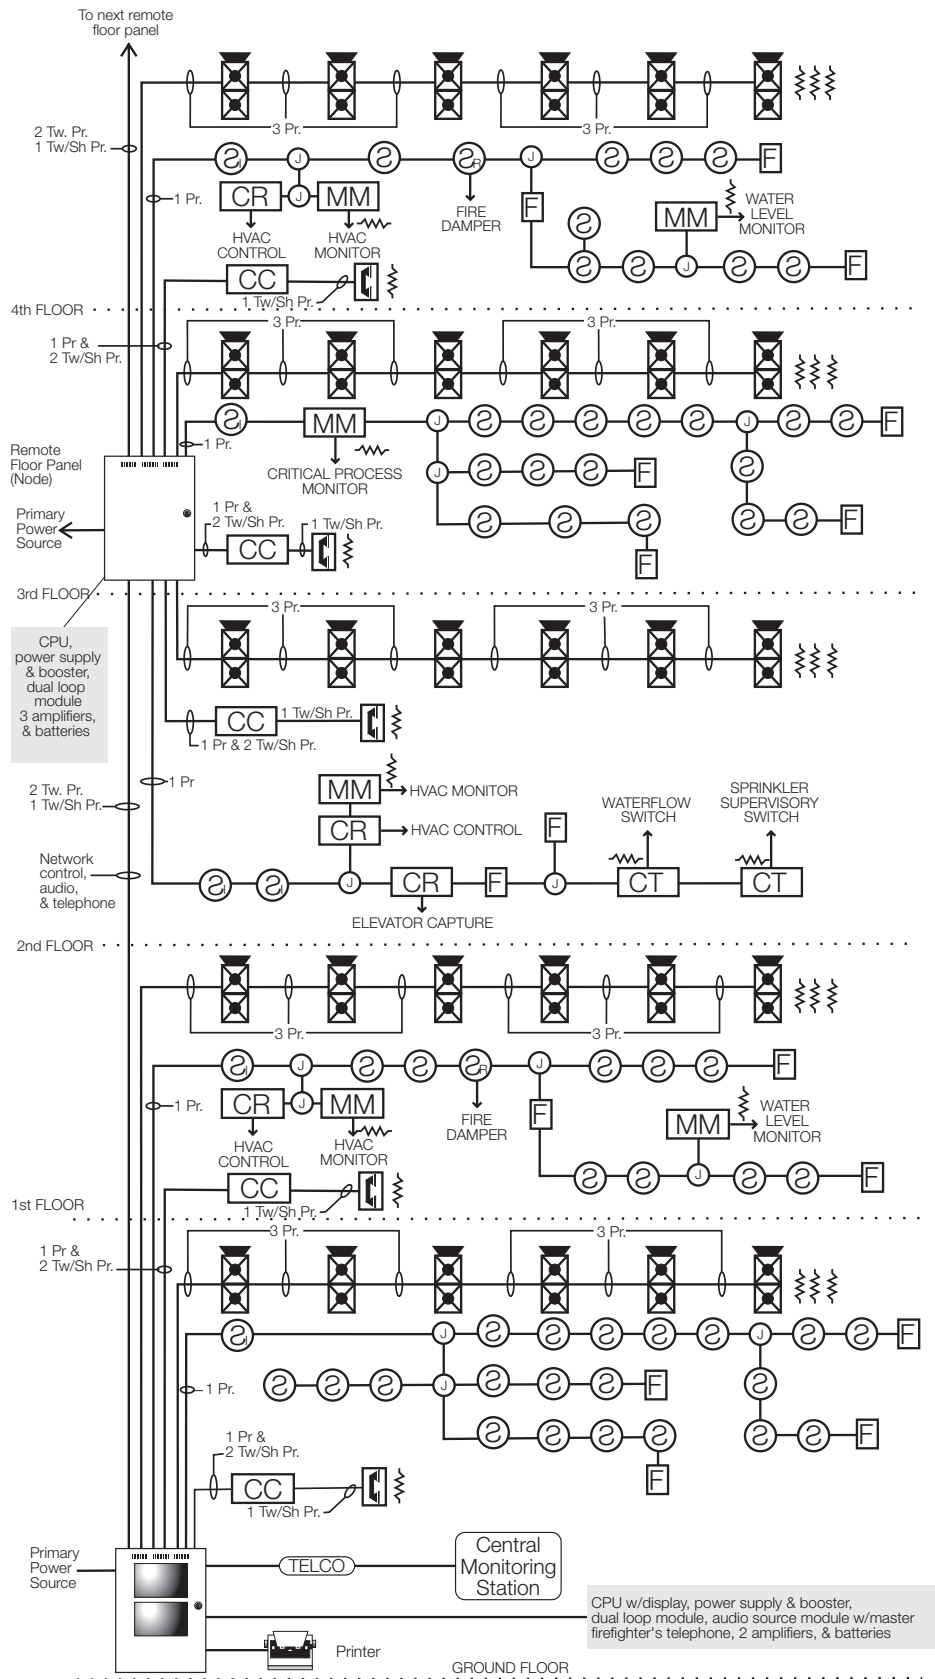 To next remote
floor panel
3 Pr.
3 Pr.
2 Tw. Pr.
1 Tw/Sh Pr.
S I
J
S
S R
J
S
S
S
F
1 Pr.
CR
J
MM
FIRE
DAMPER
F
MM
WATER
LEVEL
MONITOR
HVAC
CONTROL
HVAC
MONITOR
S
S
S
J
S
S
F
CC
1 Tw/Sh Pr.
4th FLOOR
3 Pr.
3 Pr.
1 Pr &
2 Tw/Sh Pr.
S I
MM
J
S
S
S
S
S
J
S
S
F
1 Pr.
CRITICAL PROCESS
MONITOR
J
S
S
S
F
S
Remote
Floor Panel
(Node)
Primary
Power
Source
1 Pr &
2 Tw/Sh Pr.
CC
1 Tw/Sh Pr.
S
S
S
F
S
S
F
3rd FLOOR
3 Pr.
3 Pr.
CPU,
power supply
& booster,
dual loop
module
3 amplifiers,
& batteries
CC
1 Tw/Sh Pr.
1 Pr & 2 Tw/Sh Pr.
1 Pr
2 Tw. Pr.
1 Tw/Sh Pr.
MM
HVAC MONITOR
CR
HVAC CONTROL
F
WATERFLOW
SWITCH
SPRINKLER
SUPERVISORY
SWITCH
Network
control,
audio,
& telephone
S I
S I
J
CR
F
J
CT
CT
ELEVATOR CAPTURE
2nd FLOOR
3 Pr.
3 Pr.
S I
J
S
S
S R
J
S
S
S
F
1 Pr.
CR
J
MM
FIRE
DAMPER
F
MM
WATER
LEVEL
MONITOR
HVAC
CONTROL
HVAC
MONITOR
S
S
J
S
S
F
CC
1 Tw/Sh Pr.
1st FLOOR
3 Pr.
3 Pr.
1 Pr &
2 Tw/Sh Pr.
S I
J
S
S
S
S
S
J
S
S
F
1 Pr.
S
S
S
J
S
S
S
F
S
S
S
S
S
F
S
S
F
1 Pr &
2 Tw/Sh Pr.
CC
1 Tw/Sh Pr.
Primary
Power
Source
TELCO
Central
Monitoring
Station
CPU w/display, power supply & booster,
dual loop module, audio source module w/master
firefighter's telephone, 2 amplifiers, & batteries
Printer
GROUND FLOOR